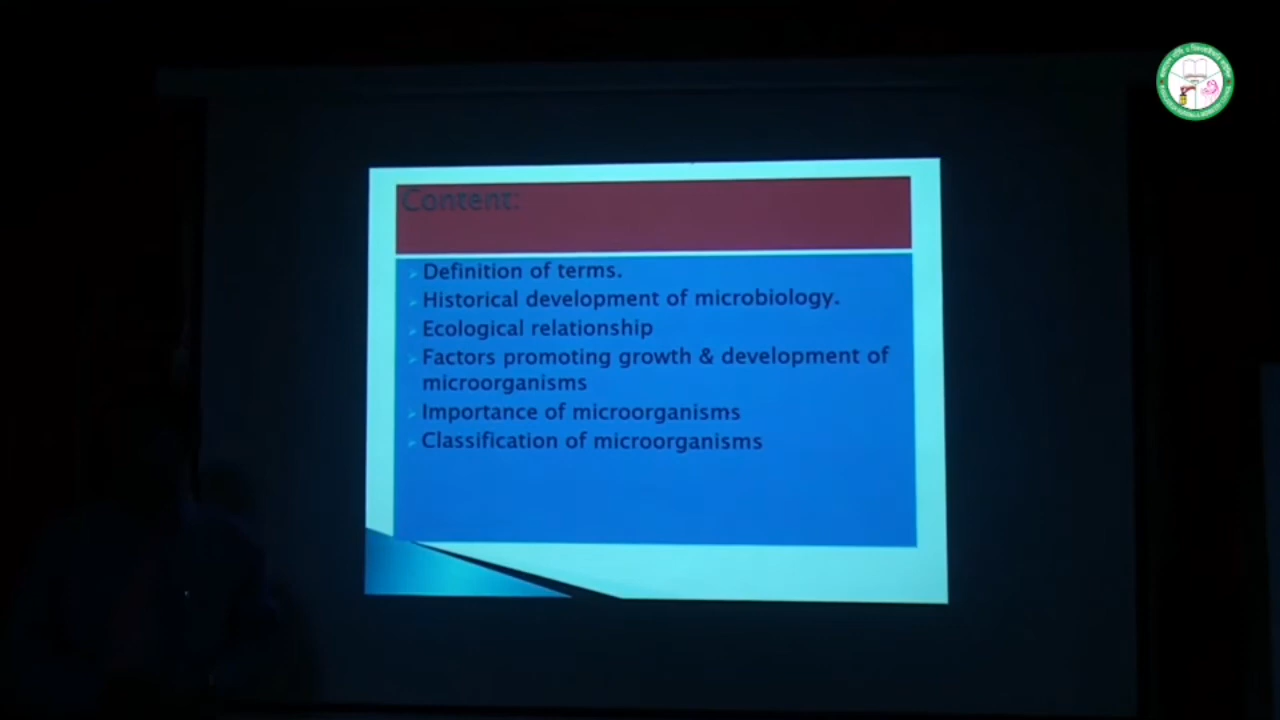 Content:
Definition of terms.
Historical development of microbiology.
Ecological relationship
Factors promoting growth & development of
microorganisms
Importance of microorganisms
Classification of microorganisms